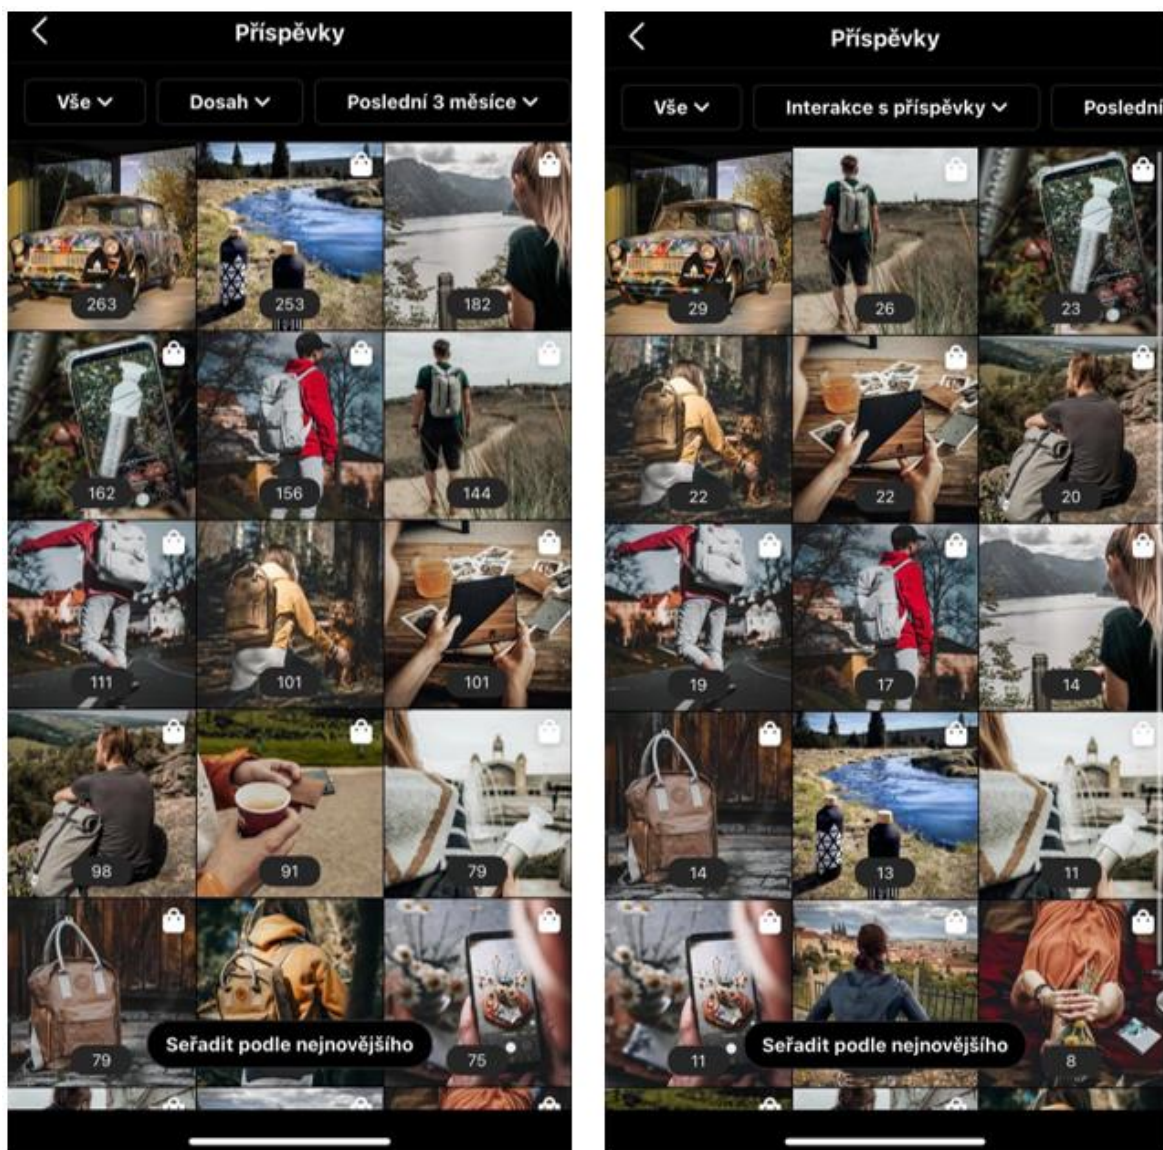 Příspěvky
Vše
Dosah
Poslední 3 měsíce
263
253
182
162
156
144
111
101
101
98
91
79
79
Seřadit podle nejnovějšího
75
Příspěvky
Vše
Interakce s příspěvky
Poslední
29
26
23
22
22
20
19
17
14
14
13
11
11
Seřadit podle nejnovějšího
8